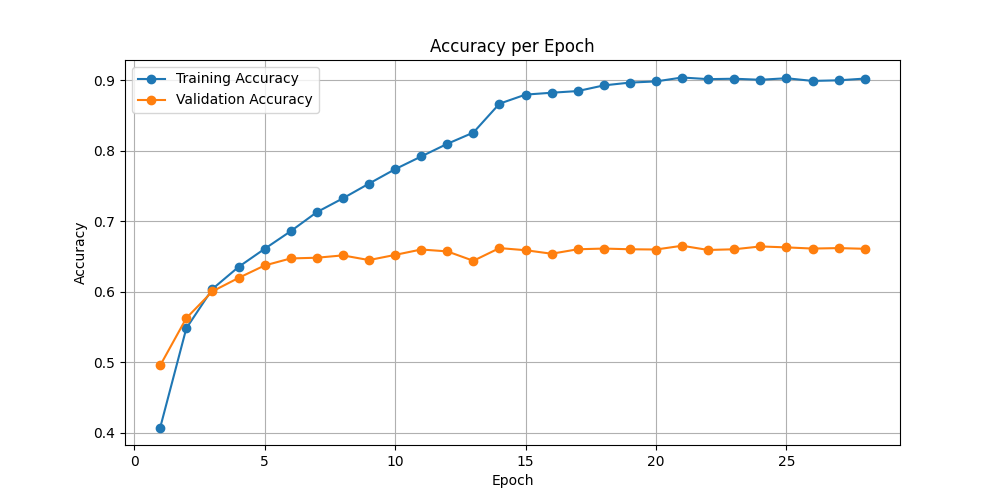 Accuracy per Epoch
Training Accuracy
Validation Accuracy
Accuracy
0.9
0.8
0.7
0.6
0.5
0.4
0 5 10 15 20 25
Epoch